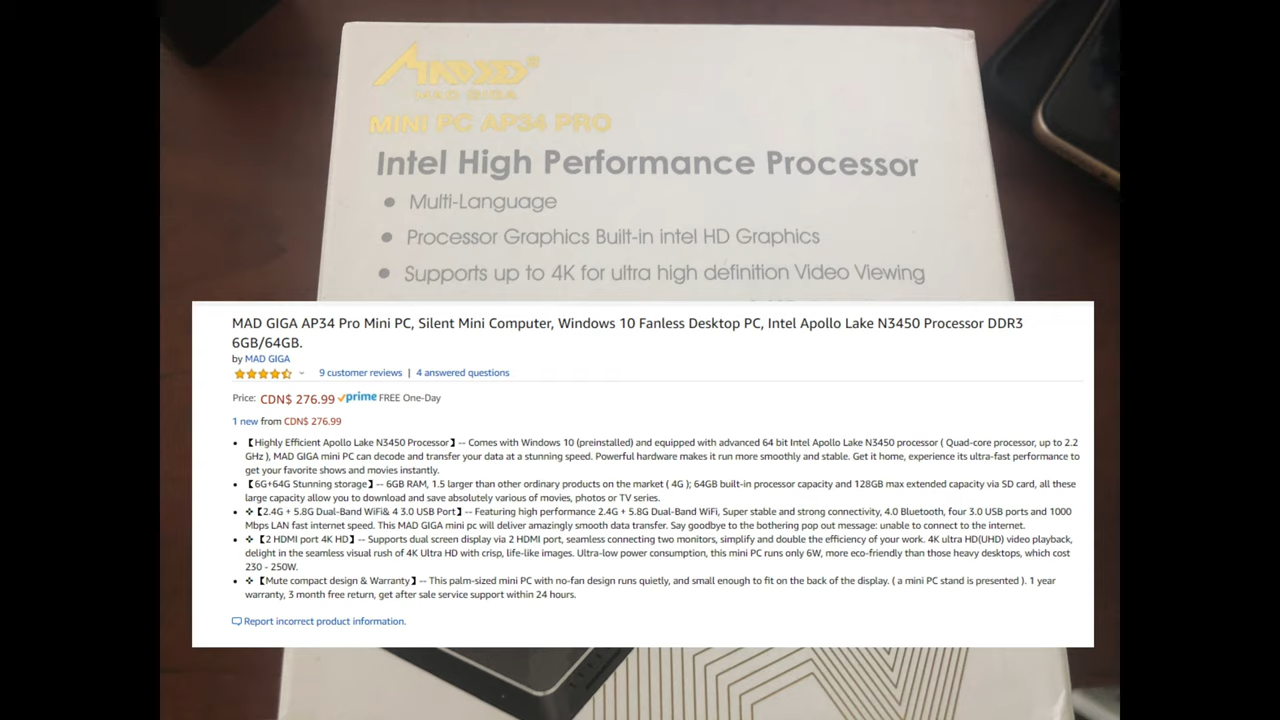 MAD GIGA
MINI PC AP34 PRO
Intel High Performance Processor
● Multi-Language
● Processor Graphics Built-in intel HD Graphics
● Supports up to 4K for ultra high definition Video Viewing
MAD GIGA AP34 Pro Mini PC, Silent Mini Computer, Windows 10 Fanless Desktop PC, Intel Apollo Lake N3450 Processor DDR3
6GB/64GB.
by MAD GIGA
9 customer reviews | 4 answered questions
Price: CDN$ 276.99 prime FREE One-Day
1 new from CDN$ 276.99
• 【Highly Efficient Apollo Lake N3450 Processor】-- Comes with Windows 10 (preinstalled) and equipped with advanced 64 bit Intel Apollo Lake N3450 processor ( Quad-core processor, up to 2.2
GHz ), MAD GIGA mini PC can decode and transfer your data at a stunning speed. Powerful hardware makes it run more smoothly and stable. Get it home, experience its ultra-fast performance to
get your favorite shows and movies instantly.
• 【6G+64G Stunning storage】-- 6GB RAM, 1.5 larger than other ordinary products on the market ( 4G ); 64GB built-in processor capacity and 128GB max extended capacity via SD card, all these
large capacity allow you to download and save absolutely various of movies, photos or TV series.
• ❖【2.4G + 5.8G Dual-Band WiFi& 4 3.0 USB Port】-- Featuring high performance 2.4G + 5.8G Dual-Band WiFi, Super stable and strong connectivity, 4.0 Bluetooth, four 3.0 USB ports and 1000
Mbps LAN fast internet speed. This MAD GIGA mini pc will deliver amazingly smooth data transfer. Say goodbye to the bothering pop out message: unable to connect to the internet.
• ❖【2 HDMI port 4K HD】-- Supports dual screen display via 2 HDMI port, seamless connecting two monitors, simplify and double the efficiency of your work. 4K ultra HD(UHD) video playback,
delight in the seamless visual rush of 4K Ultra HD with crisp, life-like images. Ultra-low power consumption, this mini PC runs only 6W, more eco-friendly than those heavy desktops, which cost
230 - 250W.
• ❖【Mute compact design & Warranty】-- This palm-sized mini PC with no-fan design runs quietly, and small enough to fit on the back of the display. ( a mini PC stand is presented ). 1 year
warranty, 3 month free return, get after sale service support within 24 hours.
Report incorrect product information.